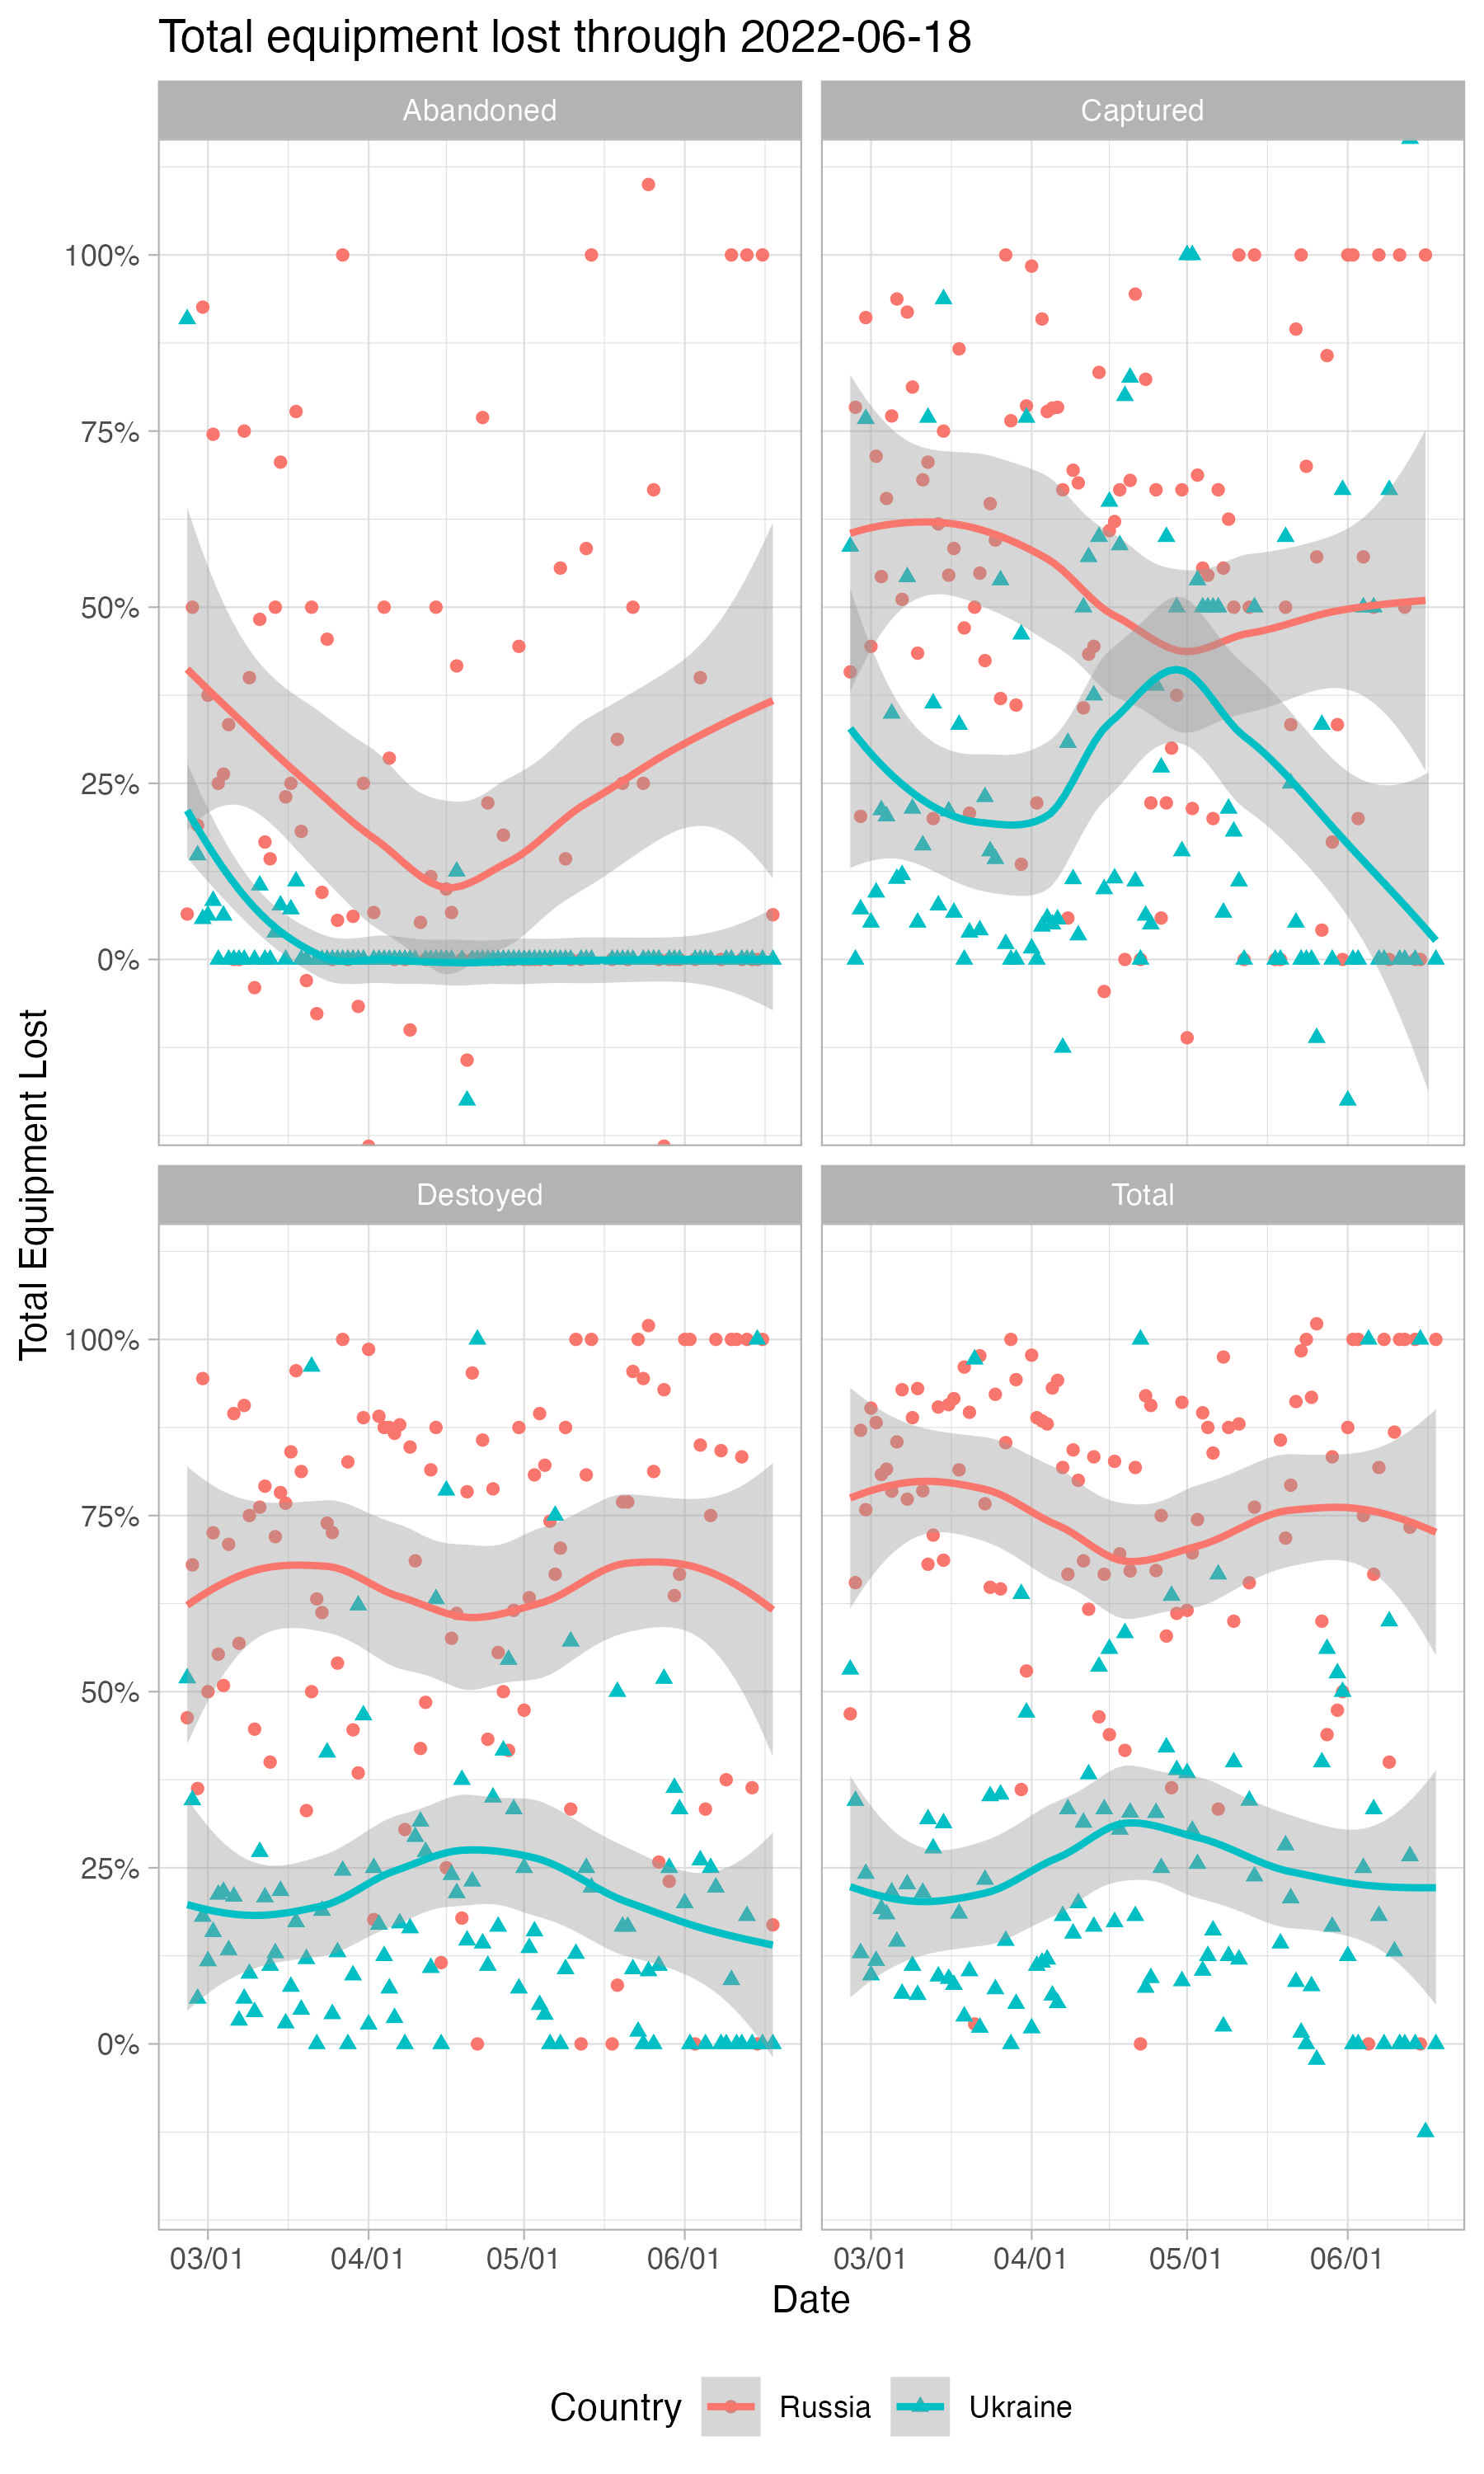 Total equipment lost through 2022-06-18
Abandoned
Captured
100%
75%
50%
25%
0%
Destoyed
Total
100%
75%
50%
25%
0%
Total Equipment Lost
03/01 04/01 05/01 06/01
03/01 04/01 05/01 06/01
Date
Country Russia Ukraine